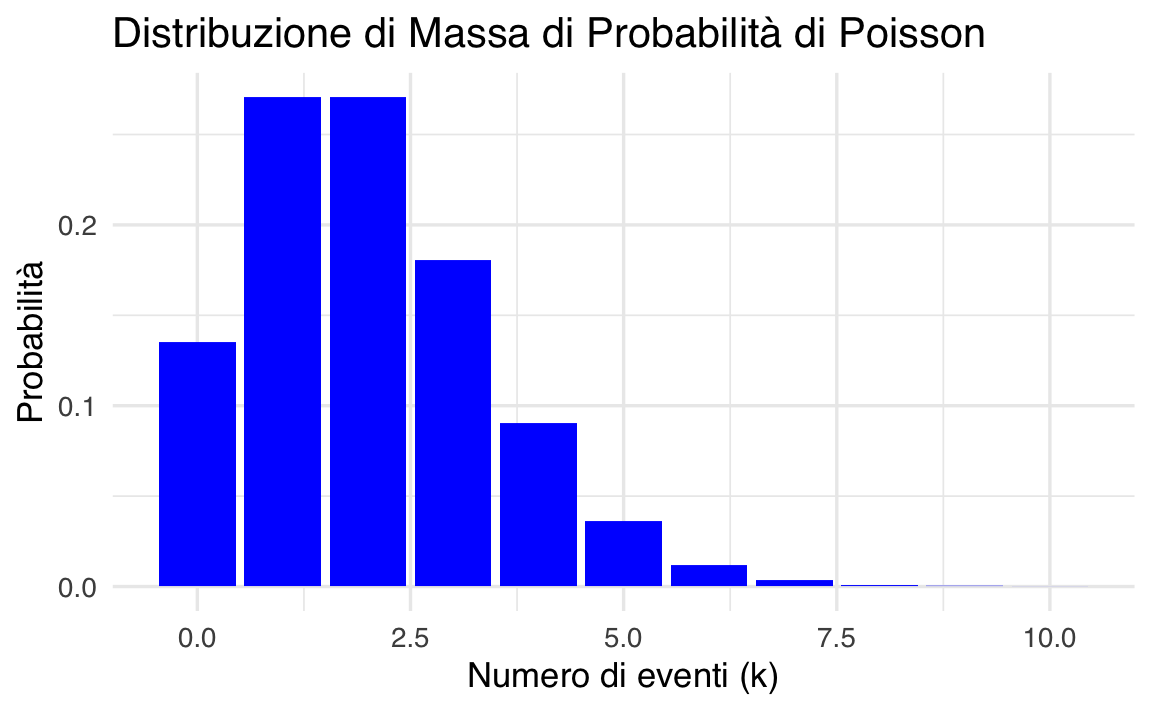 Distribuzione di Massa di Probabilità di Poisson
Probabilità
0.2
0.1
0.0
0.0 2.5 5.0 7.5 10.0
Numero di eventi (k)